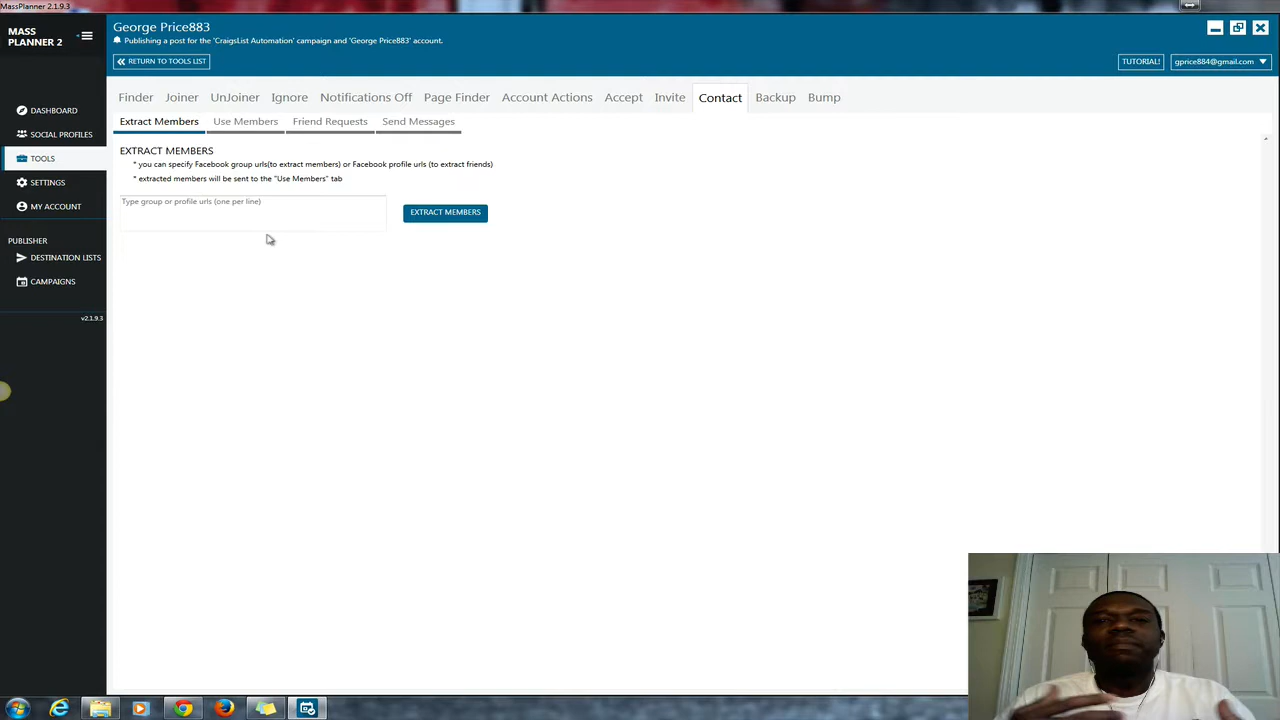 MassPlanner 2.1.9.3
MASS
PLANNER 2
George Price883
Publishing a post for the 'CraigsList Automation' campaign and 'George Price883' account.
RETURN TO TOOLS LIST
TUTORIAL!
gprice884@gmail.com
DASHBOARD
SOCIAL PROFILES
TOOLS
SETTINGS
MY ACCOUNT
PUBLISHER
DESTINATION LISTS
CAMPAIGNS
v2.1.9.3
Finder Joiner UnJoiner Ignore Notifications Off Page Finder Account Actions Accept Invite Contact Backup Bump
Extract Members Use Members Friend Requests Send Messages
EXTRACT MEMBERS
* you can specify Facebook group urls(to extract members) or Facebook profile urls (to extract friends)
* extracted members will be sent to the "Use Members" tab
Type group or profile urls (one per line)
EXTRACT MEMBERS